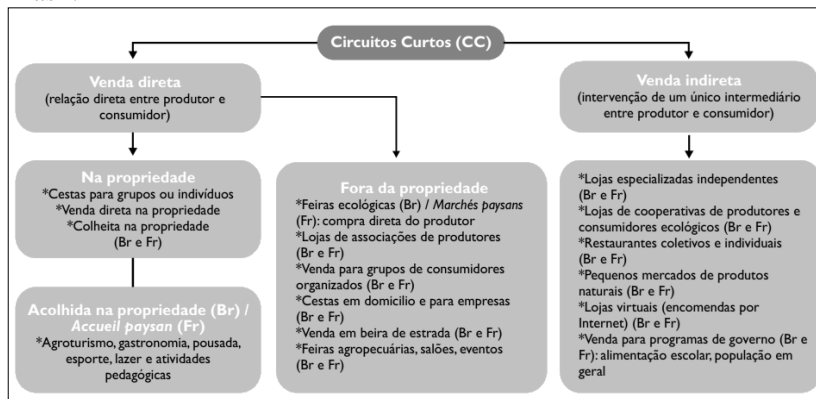 Circuitos Curtos (CC)
Venda direta
(relação direta entre produtor e
consumidor)
Venda indireta
(intervenção de um único intermediário
entre produtor e consumidor)
Na propriedade
*Cestas para grupos ou indivíduos
*Venda direta na propriedade
*Colheita na propriedade
(Br e Fr)
Acolhida na propriedade (Br) /
Accueil paysan (Fr)
*Agroturismo, gastronomia, pousada,
esporte, lazer e atividades
pedagógicas
Fora da propriedade
*Feiras ecológicas (Br) / Marchés paysans
(Fr): compra direta do produtor
*Lojas de associações de produtores
(Br e Fr)
*Venda para grupos de consumidores
organizados (Br e Fr)
*Cestas em domicilio e para empresas
(Br e Fr)
*Venda em beira de estrada (Br e Fr)
*Feiras agropecuárias, salões, eventos
(Br e Fr)
*Lojas especializadas independentes
(Br e Fr)
*Lojas de cooperativas de produtores e
consumidores ecológicos (Br e Fr)
*Restaurantes coletivos e individuais
(Br e Fr)
*Pequenos mercados de produtos
naturais (Br e Fr)
*Lojas virtuais (encomendas por
Internet) (Br e Fr)
*Venda para programas de governo (Br e
Fr): alimentação escolar, população em
geral